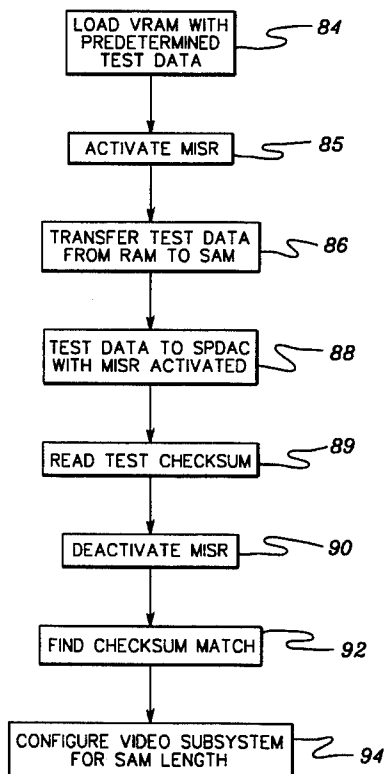 LOAD VRAM WITH
PREDETERMINED
TEST DATA
84
ACTIVATE MISR
85
TRANSFER TEST DATA
FROM RAM TO SAM
86
TEST DATA TO SPDAC
WITH MISR ACTIVATED
88
READ TEST CHECKSUM
89
DEACTIVATE MISR
90
FIND CHECKSUM MATCH
92
CONFIGURE VIDEO SUBSYSTEM
FOR SAM LENGTH
94